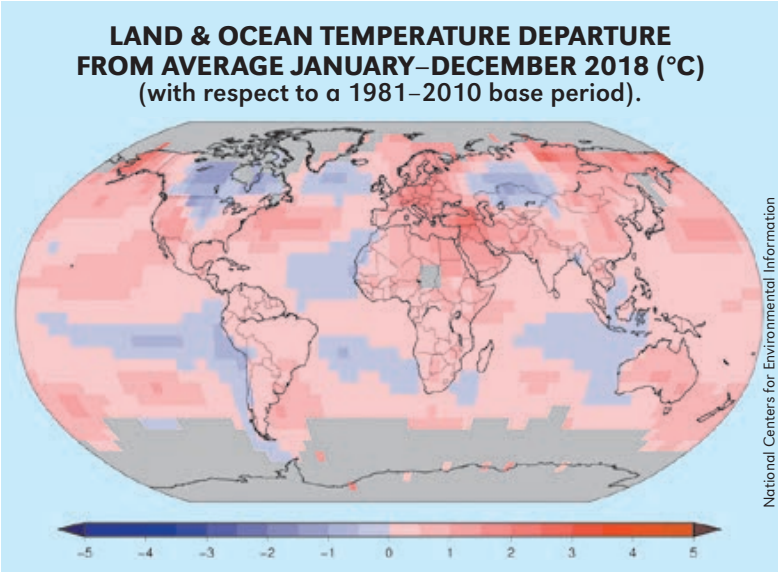 LAND & OCEAN TEMPERATURE DEPARTURE
FROM AVERAGE JANUARY–DECEMBER 2018 (°C)
(with respect to a 1981–2010 base period).
National Centers for Environmental Information
-5 -4 -3 -2 -1 0 1 2 3 4 5